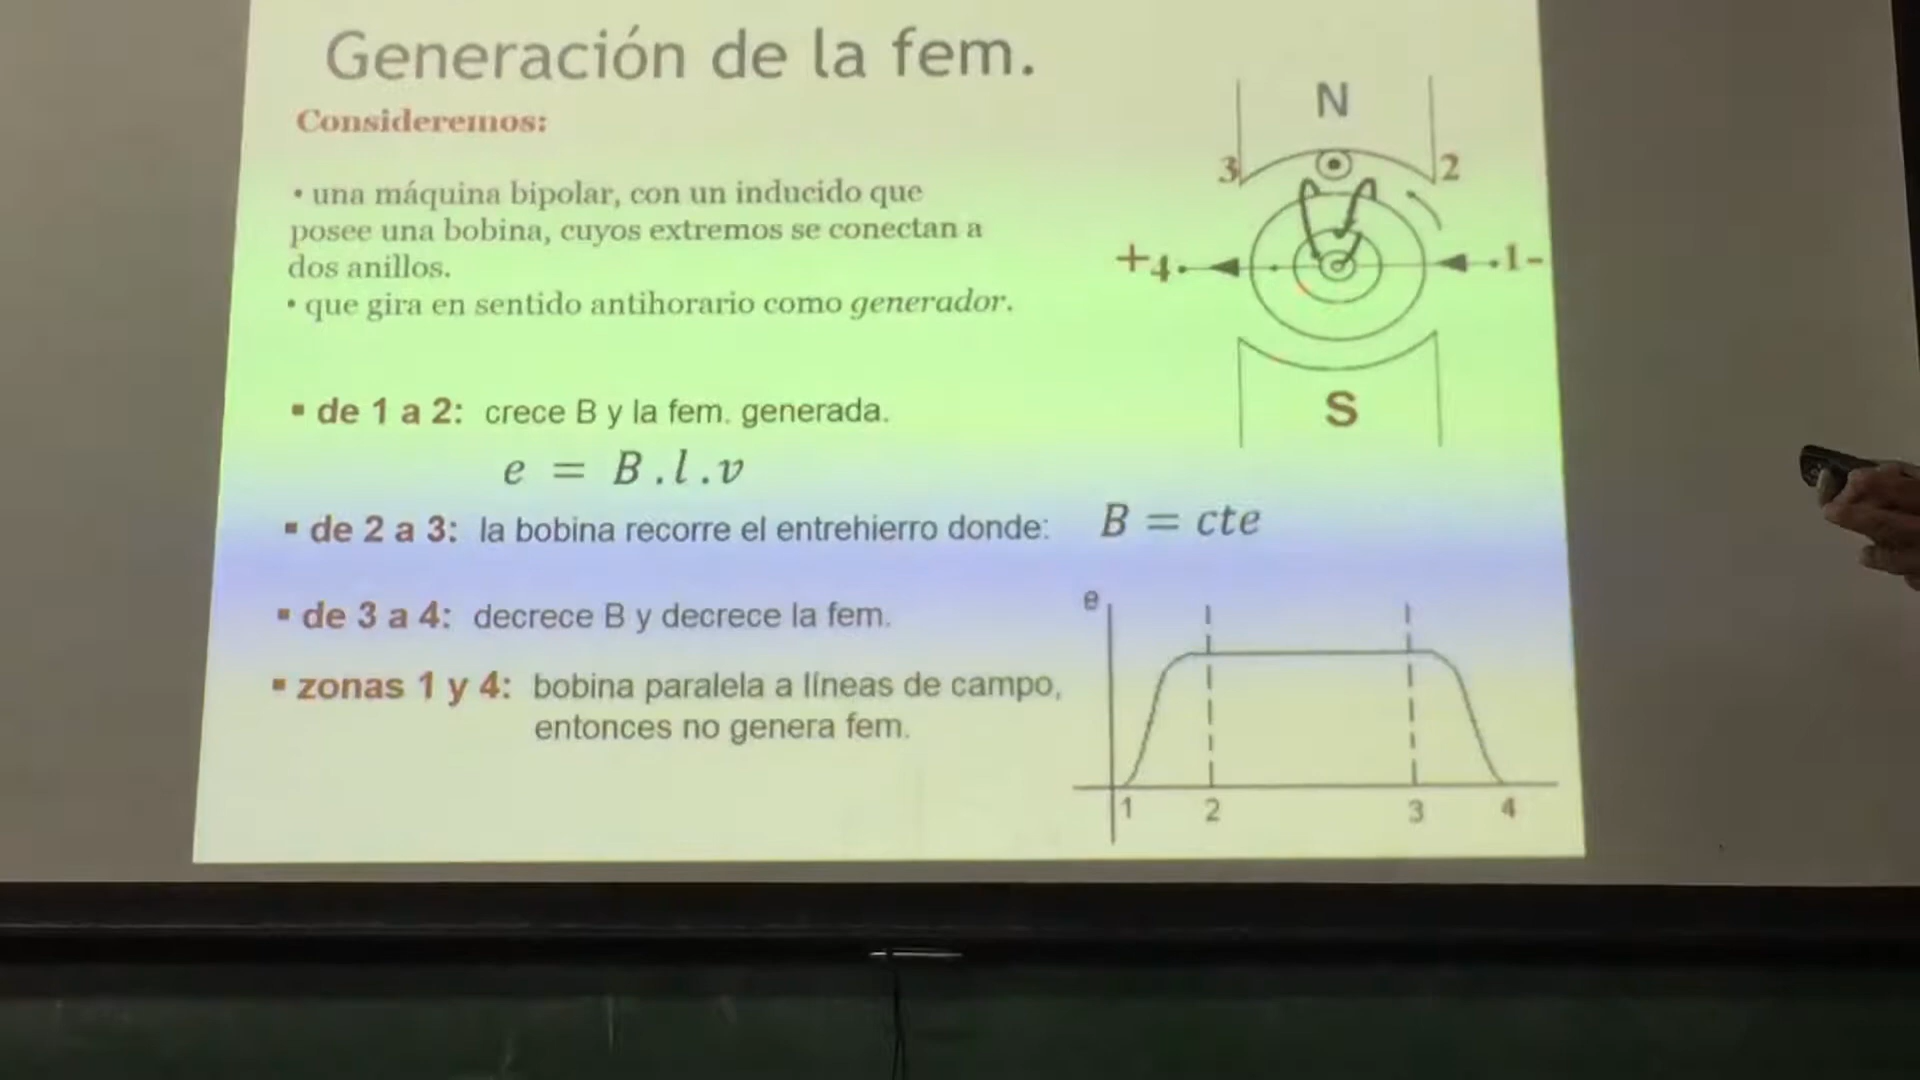 Generación de la fem.
Consideremos:
• una máquina bipolar, con un inducido que
posee una bobina, cuyos extremos se conectan a
dos anillos.
• que gira en sentido antihorario como generador.
▪ de 1 a 2: crece B y la fem. generada.
e = B.l.v
▪ de 2 a 3: la bobina recorre el entrehierro donde: B = cte
▪ de 3 a 4: decrece B y decrece la fem.
▪ zonas 1 y 4: bobina paralela a líneas de campo,
entonces no genera fem.
N
3 2
+4. .1-
S
e
1 2 3 4